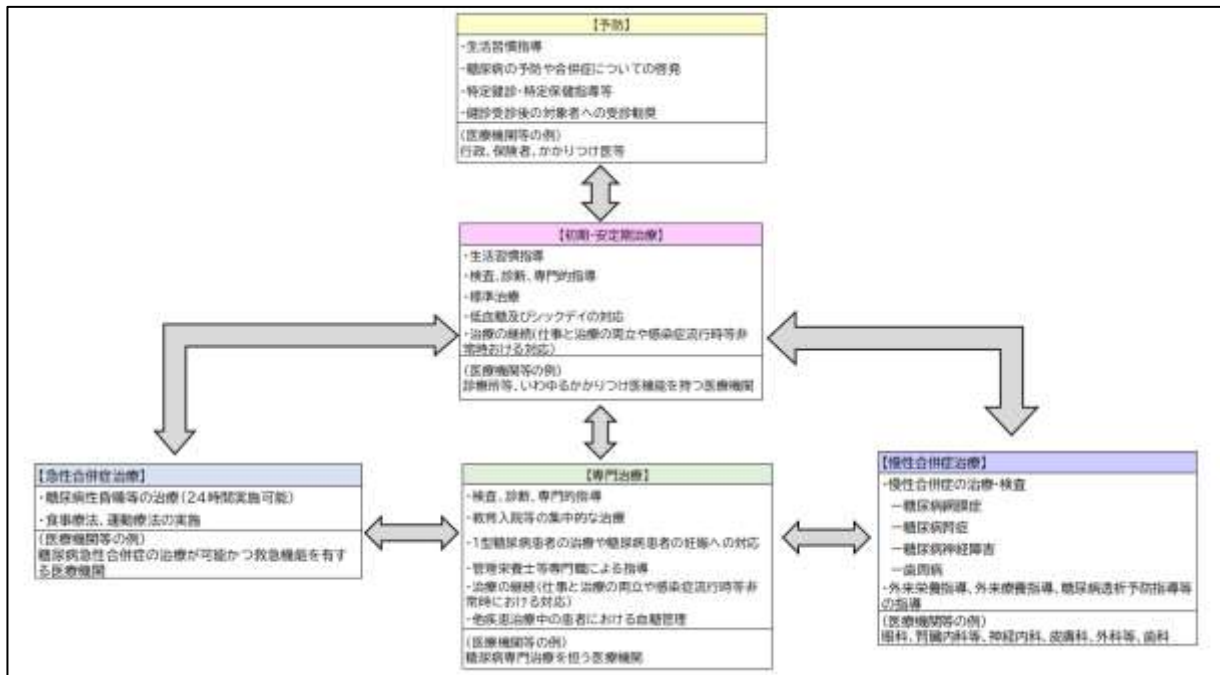 【予防】
・生活習慣指導
・糖尿病の予防や合併症についての啓発
・特定健診・特定保健指導等
・健診受診後の対象者への受診勧奨
(医療機関等の例)
行政、保険者、かかりつけ医等
【初期・安定期治療】
・生活習慣指導
・検査、診断、専門的指導
・標準治療
・低血糖及びシックデイの対応
・治療の継続(仕事と治療の両立や感染症流行時等非
常時おける対応)
(医療機関等の例)
診療所等、いわゆるかかりつけ医機能を持つ医療機関
【急性合併症治療】
・糖尿病性昏睡等の治療(24時間実施可能)
・食事療法、運動療法の実施
(医療機関等の例)
糖尿病急性合併症の治療が可能かつ救急機能を有す
る医療機関
【専門治療】
・検査、診断、専門的指導
・教育入院等の集中的な治療
・1型糖尿病患者の治療や糖尿病患者の妊娠への対応
・管理栄養士等専門職による指導
・治療の継続(仕事と治療の両立や感染症流行時等非
常時における対応)
・他疾患治療中の患者における血糖管理
(医療機関等の例)
糖尿病専門治療を担う医療機関
【慢性合併症治療】
・慢性合併症の治療・検査
ー糖尿病網膜症
ー糖尿病腎症
ー糖尿病神経障害
ー歯周病
・外来栄養指導、外来療養指導、糖尿病透析予防指導等
の指導
(医療機関等の例)
眼科、腎臓内科等、神経内科、皮膚科、外科等、歯科